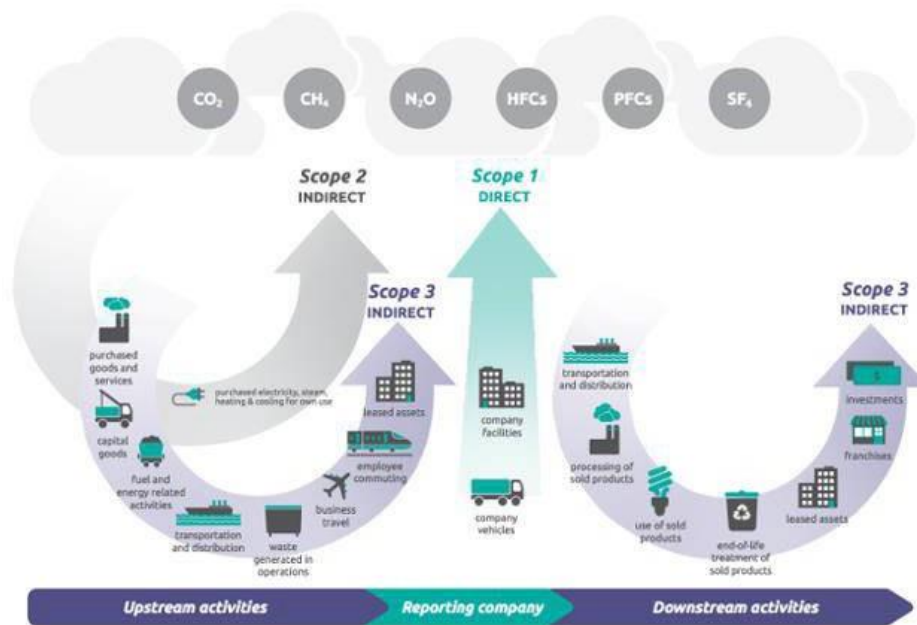 CO₂
CH₄
N₂O
HFCs
PFCs
SF₄
Scope 2
INDIRECT
Scope 1
DIRECT
Scope 3
INDIRECT
Scope 3
INDIRECT
purchased
goods and
services
capital
goods
fuel and
energy related
activities
transportation
and distribution
waste
generated in
operations
business
travel
employee
commuting
leased assets
purchased electricity, steam,
heating & cooling for own use
company
facilities
company
vehicles
transportation
and distribution
processing of
sold products
use of sold
products
end-of-life
treatment of
sold products
leased assets
franchises
investments
$
Upstream activities
Reporting company
Downstream activities